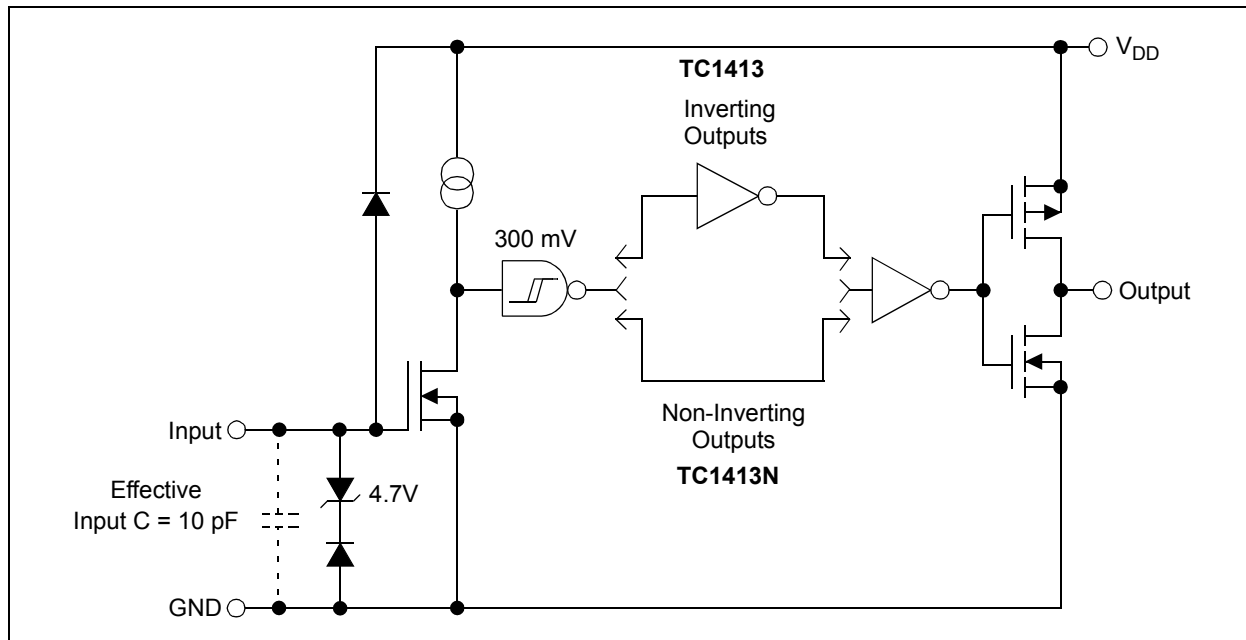 V_DD
TC1413
Inverting
Outputs
300 mV
Output
Input
Non-Inverting
Outputs
TC1413N
Effective
Input C = 10 pF
4.7V
GND